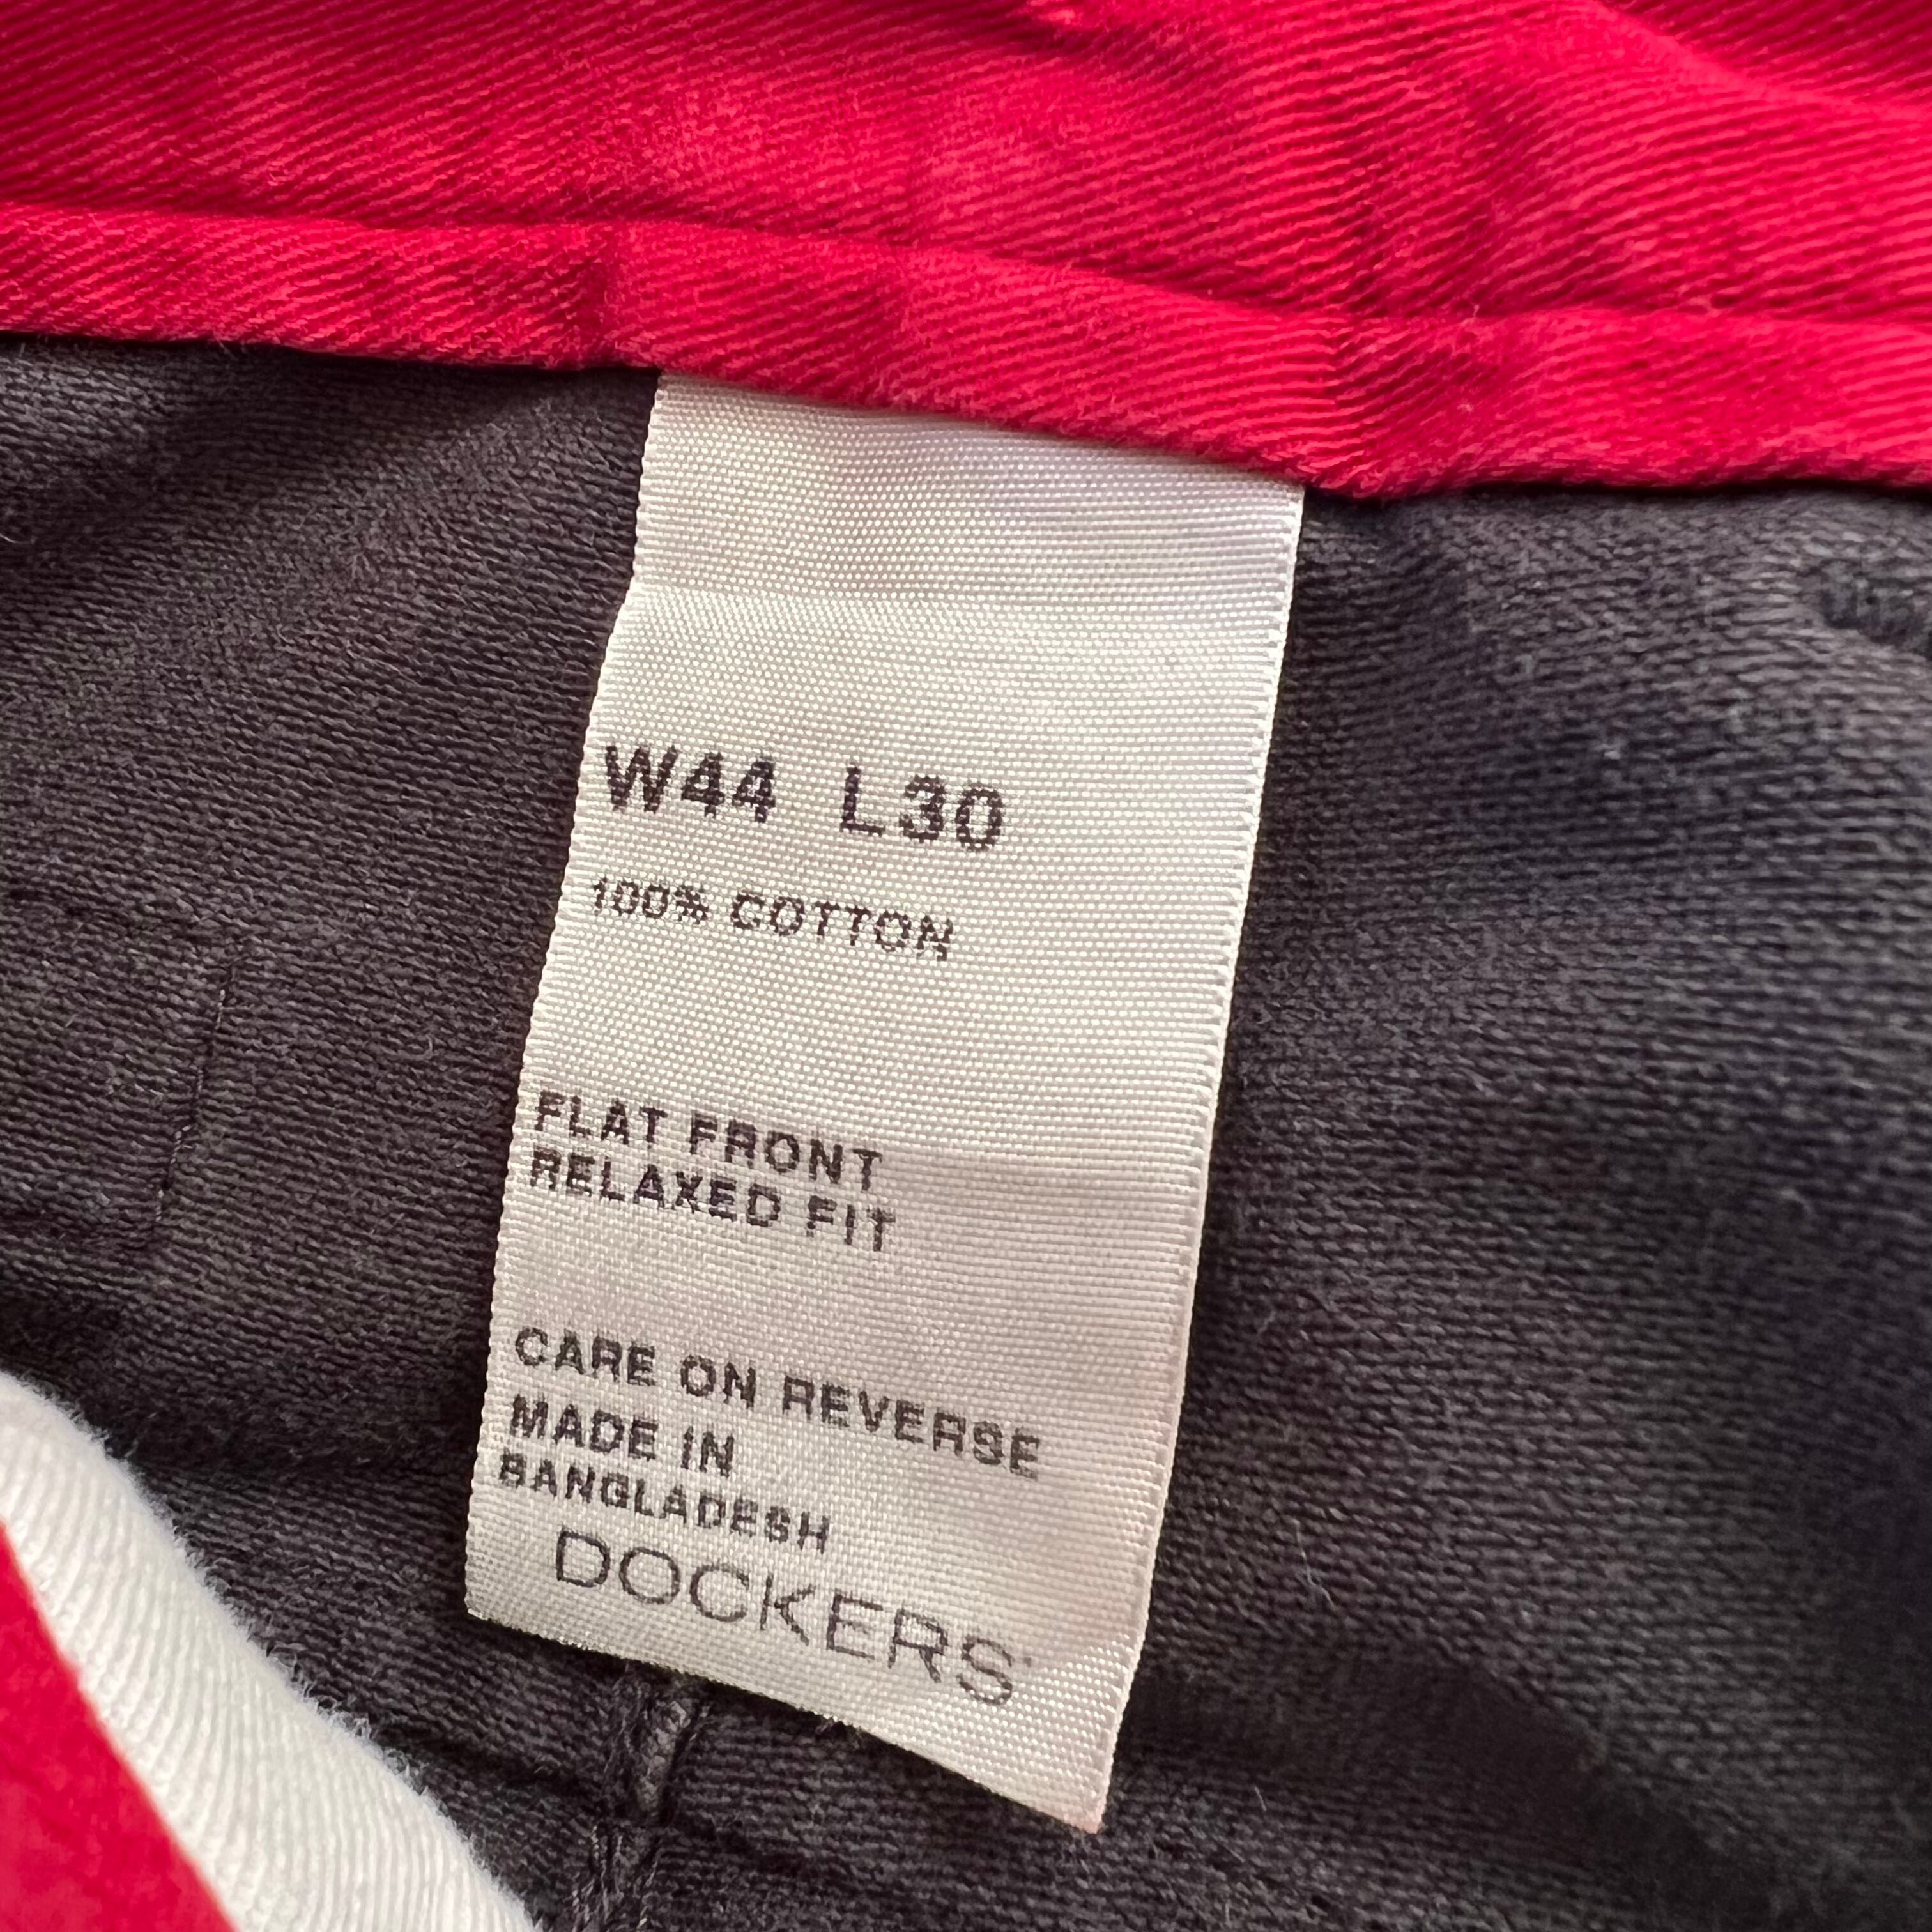 W44 L30
100% COTTON
FLAT FRONT
RELAXED FIT
CARE ON REVERSE
MADE IN
BANGLADESH
DOCKERS